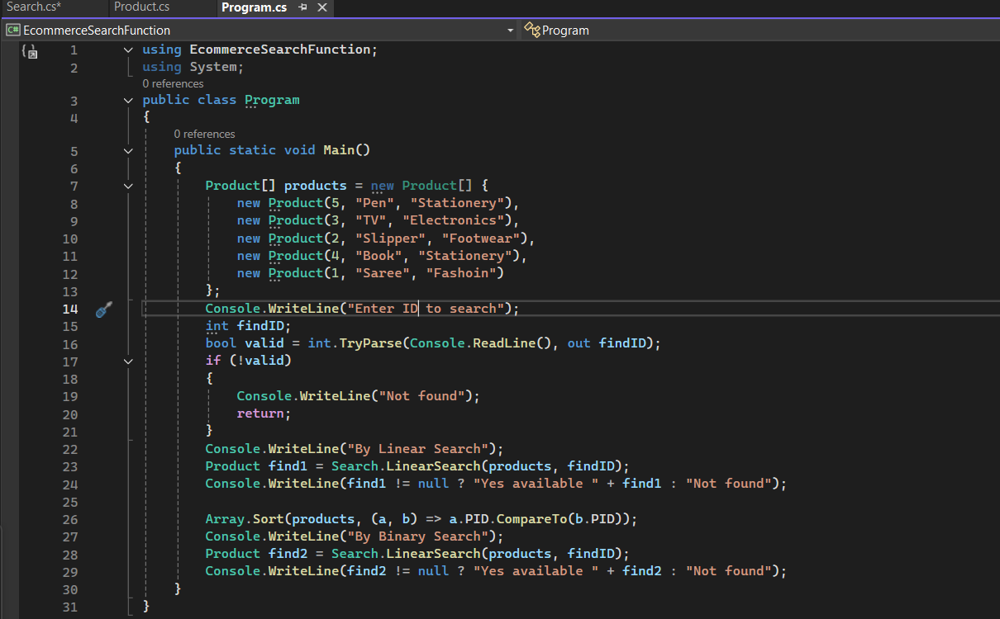 Search.cs* Product.cs Program.cs
C# EcommerceSearchFunction Program
1 using EcommerceSearchFunction;
2 using System;
0 references
3 public class Program
4 {
0 references
5 public static void Main()
6 {
7 Product[] products = new Product[] {
8 new Product(5, "Pen", "Stationery"),
9 new Product(3, "TV", "Electronics"),
10 new Product(2, "Slipper", "Footwear"),
11 new Product(4, "Book", "Stationery"),
12 new Product(1, "Saree", "Fashoin")
13 };
14 Console.WriteLine("Enter ID to search");
15 int findID;
16 bool valid = int.TryParse(Console.ReadLine(), out findID);
17 if (!valid)
18 {
19 Console.WriteLine("Not found");
20 return;
21 }
22 Console.WriteLine("By Linear Search");
23 Product find1 = Search.LinearSearch(products, findID);
24 Console.WriteLine(find1 != null ? "Yes available " + find1 : "Not found");
25
26 Array.Sort(products, (a, b) => a.PID.CompareTo(b.PID));
27 Console.WriteLine("By Binary Search");
28 Product find2 = Search.LinearSearch(products, findID);
29 Console.WriteLine(find2 != null ? "Yes available " + find2 : "Not found");
30 }
31 }